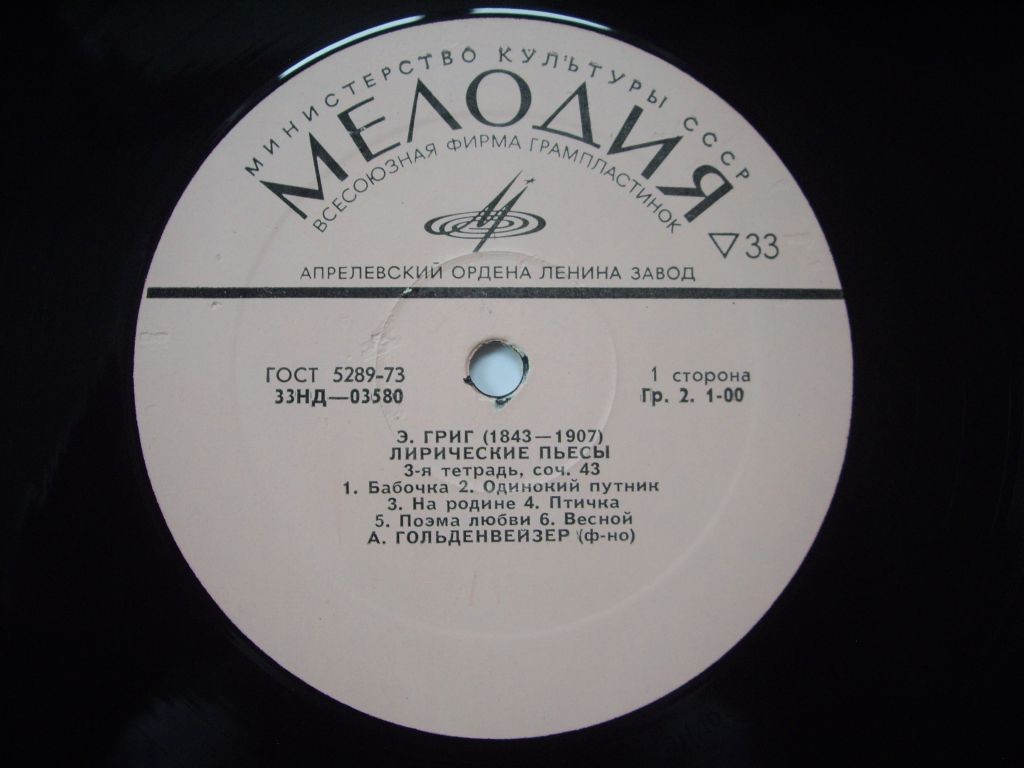 МИНИСТЕРСТВО КУЛЬТУРЫ СССР
МЕЛОДИЯ
ВСЕСОЮЗНАЯ ФИРМА ГРАМПЛАСТИНОК
33
АПРЕЛЕВСКИЙ ОРДЕНА ЛЕНИНА ЗАВОД
ГОСТ 5289-73
33НД—03580
1 сторона
Гр. 2. 1-00
Э. ГРИГ (1843—1907)
ЛИРИЧЕСКИЕ ПЬЕСЫ
3-я тетрадь, соч. 43
1. Бабочка 2. Одинокий путник
3. На родине 4. Птичка
5. Поэма любви 6. Весной
А. ГОЛЬДЕНВЕЙЗЕР (ф-но)